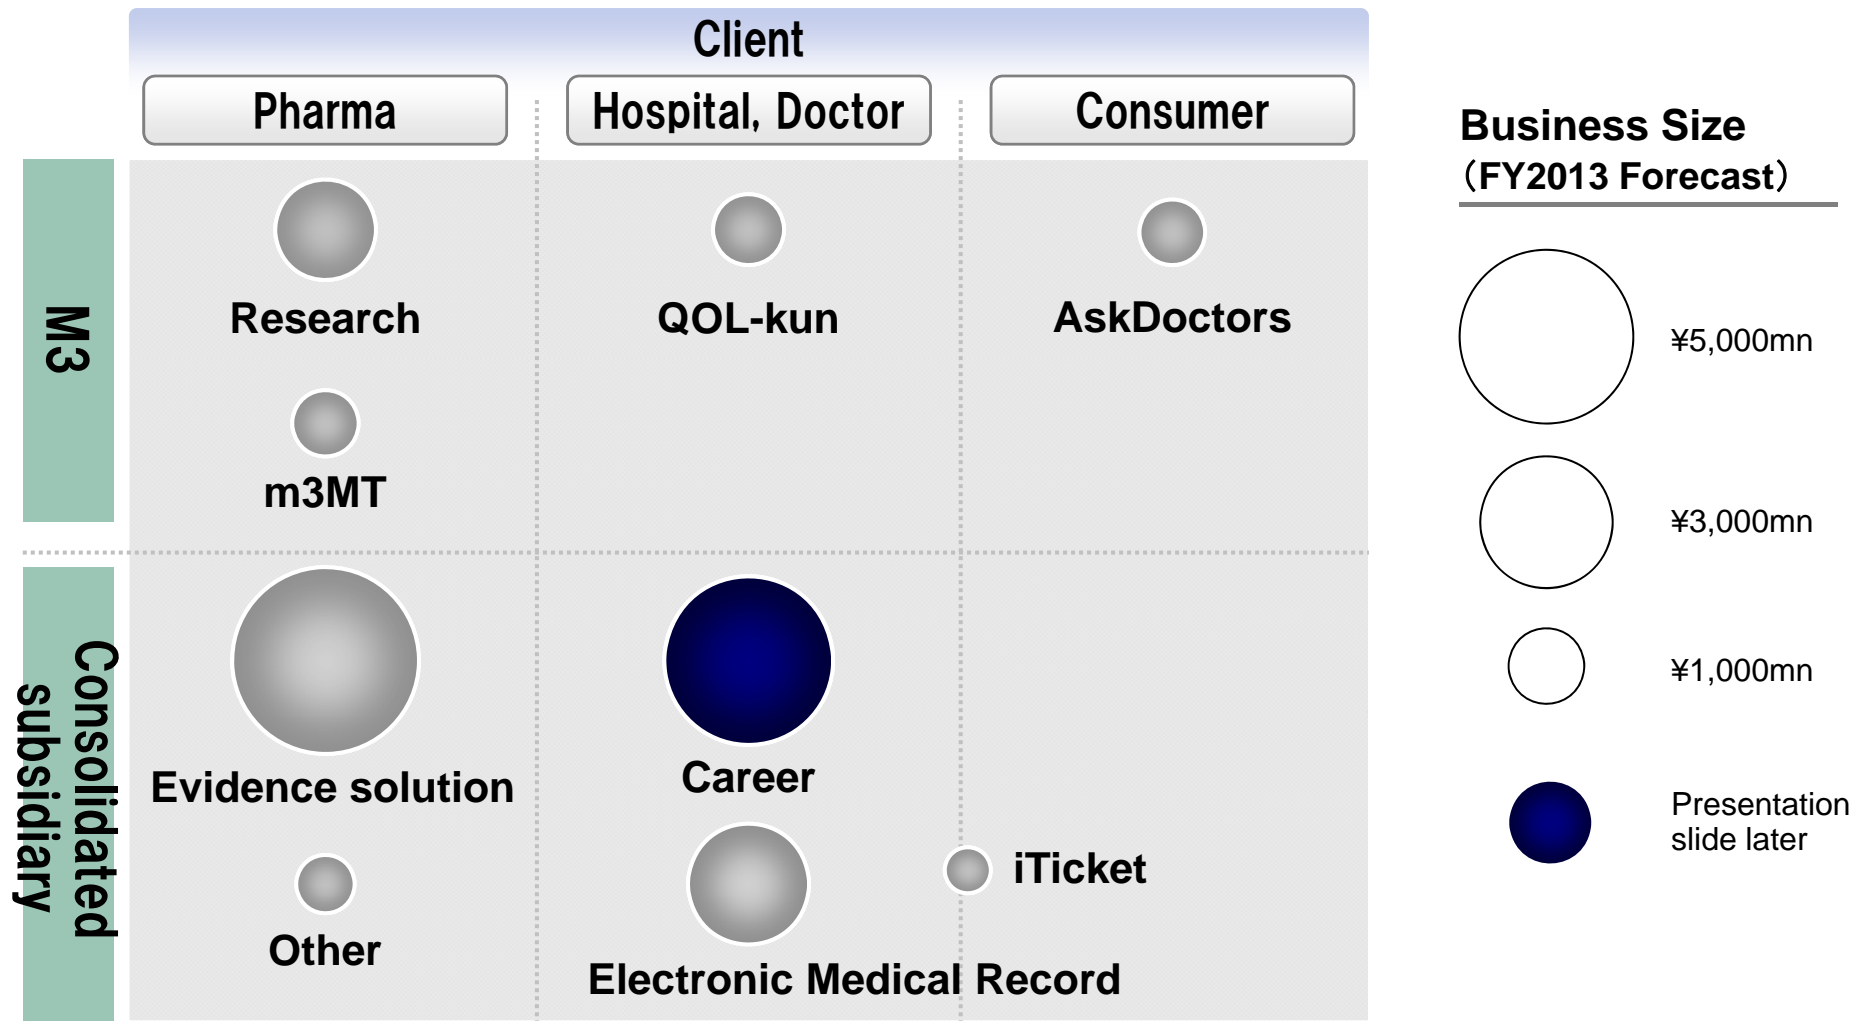 Client
Pharma
Hospital, Doctor
Consumer
M3
Research
QOL-kun
AskDoctors
m3MT
Consolidated
subsidiary
Evidence solution
Career
Other
Electronic Medical Record
iTicket
Business Size
（FY2013 Forecast）
¥5,000mn
¥3,000mn
¥1,000mn
Presentation
slide later